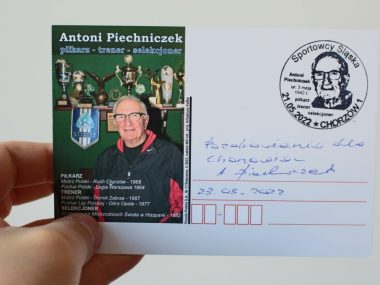 Antoni Piechniczek
piłkarz - trener - selekcjoner
PIŁKARZ
Mistrz Polski - Ruch Chorzów - 1968
Puchar Polski - Legia Warszawa 1964
TRENER
Mistrz Polski - Górnik Zabrze - 1987
Puchar Ligi Polskiej - Odra Opole - 1977
SELEKCJONER
Mistrzostwach Świata w Hiszpanii - 1982
Sportowcy Śląska
Antoni
Piechniczek
ur. 3 maja
1942 r.
piłkarz
trener
selekcjoner
21.05.2022 ★ CHORZÓW 1
dla
Chorzowa
23.05.2022